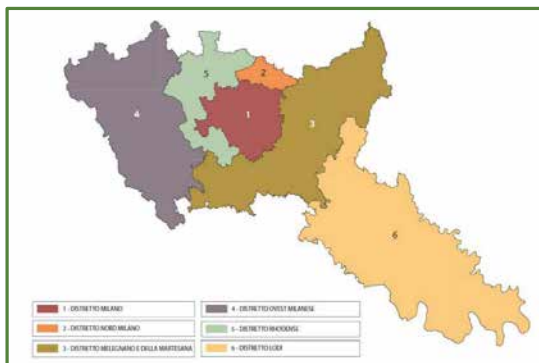 5
2
4
1
3
6
1 - DISTRETTO MILANO
2 - DISTRETTO NORD MILANO
3 - DISTRETTO MELEGNANO E DELLA MARTESANA
4 - DISTRETTO OVEST MILANESE
5 - DISTRETTO RHODENSE
6 - DISTRETTO LODI